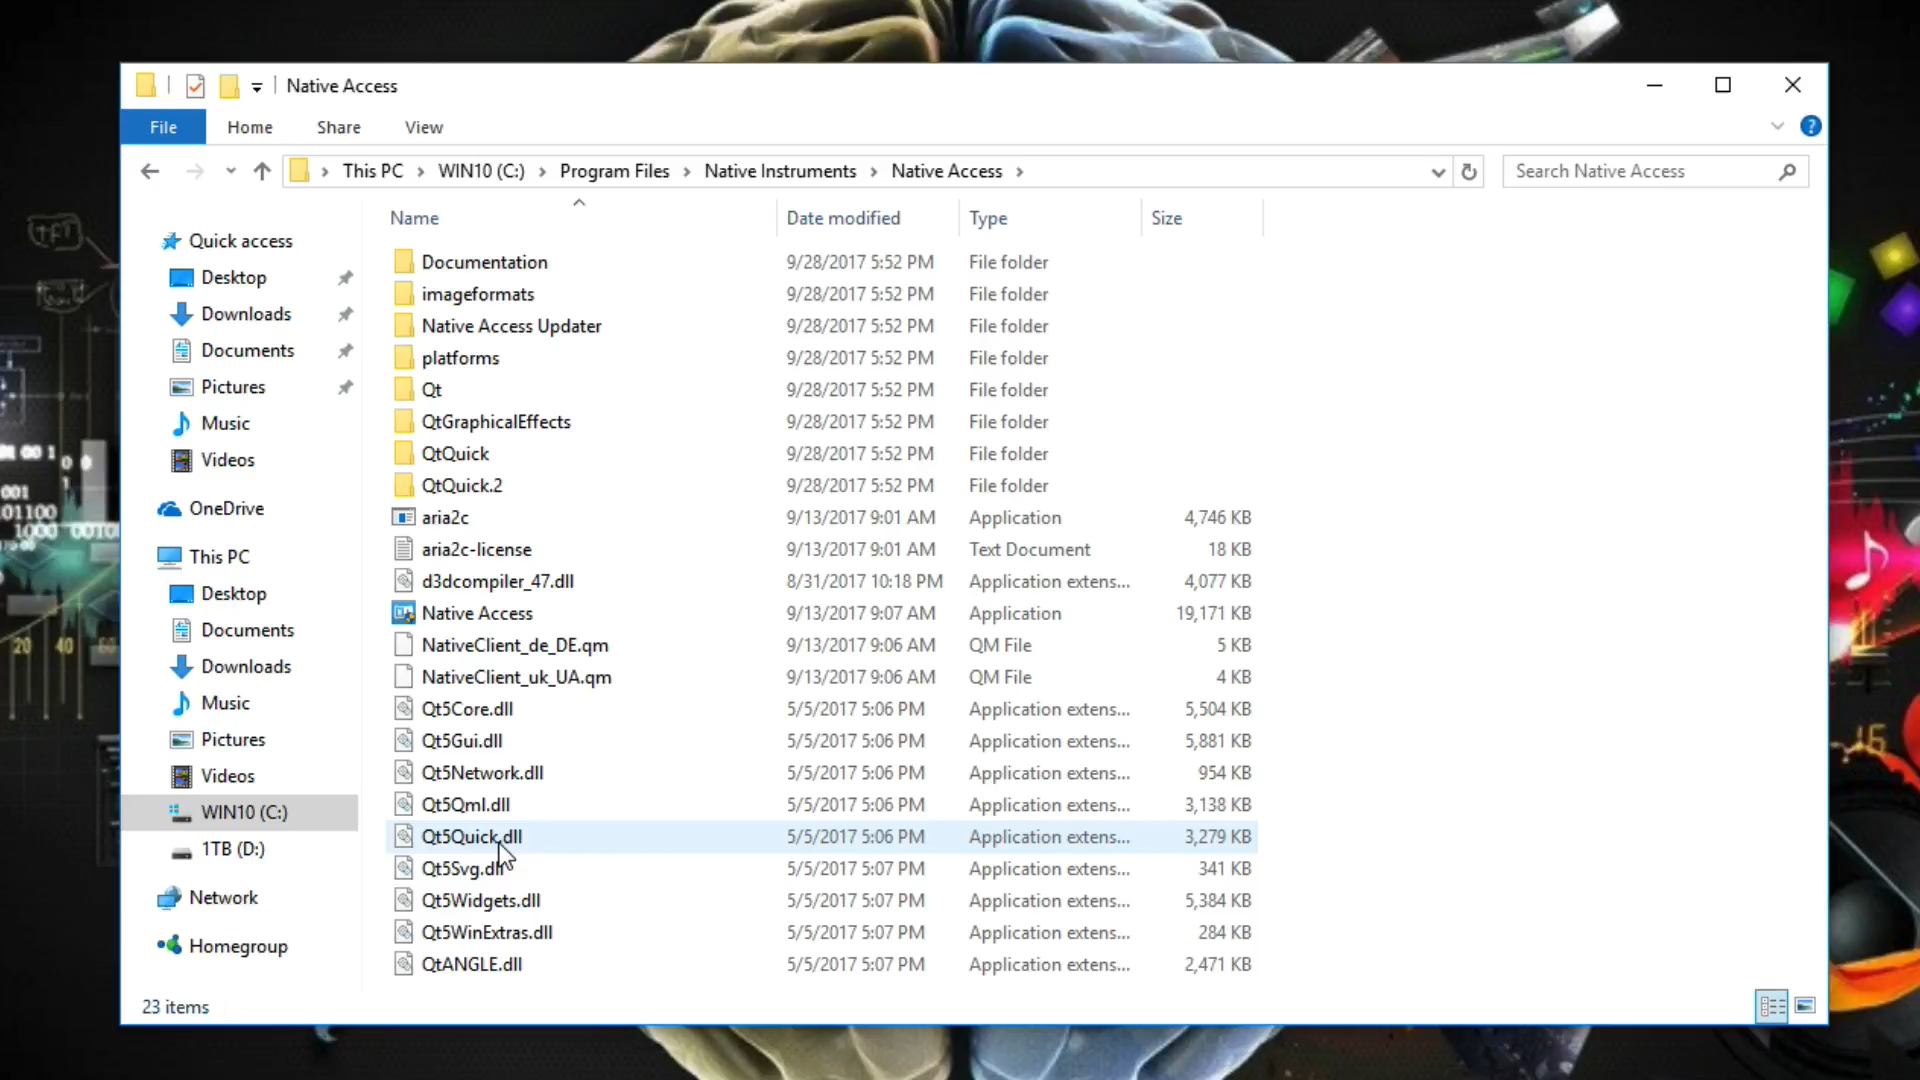 Native Access
File Home Share View
This PC WIN10 (C:) Program Files Native Instruments Native Access
Search Native Access
Name Date modified Type Size
Quick access
Desktop
Downloads
Documents
Pictures
Music
Videos
OneDrive
This PC
Desktop
Documents
Downloads
Music
Pictures
Videos
WIN10 (C:)
1TB (D:)
Network
Homegroup
Documentation 9/28/2017 5:52 PM File folder
imageformats 9/28/2017 5:52 PM File folder
Native Access Updater 9/28/2017 5:52 PM File folder
platforms 9/28/2017 5:52 PM File folder
Qt 9/28/2017 5:52 PM File folder
QtGraphicalEffects 9/28/2017 5:52 PM File folder
QtQuick 9/28/2017 5:52 PM File folder
QtQuick.2 9/28/2017 5:52 PM File folder
aria2c 9/13/2017 9:01 AM Application 4,746 KB
aria2c-license 9/13/2017 9:01 AM Text Document 18 KB
d3dcompiler_47.dll 8/31/2017 10:18 PM Application extens... 4,077 KB
Native Access 9/13/2017 9:07 AM Application 19,171 KB
NativeClient_de_DE.qm 9/13/2017 9:06 AM QM File 5 KB
NativeClient_uk_UA.qm 9/13/2017 9:06 AM QM File 4 KB
Qt5Core.dll 5/5/2017 5:06 PM Application extens... 5,504 KB
Qt5Gui.dll 5/5/2017 5:06 PM Application extens... 5,881 KB
Qt5Network.dll 5/5/2017 5:06 PM Application extens... 954 KB
Qt5Qml.dll 5/5/2017 5:06 PM Application extens... 3,138 KB
Qt5Quick.dll 5/5/2017 5:06 PM Application extens... 3,279 KB
Qt5Svg.dll 5/5/2017 5:07 PM Application extens... 341 KB
Qt5Widgets.dll 5/5/2017 5:07 PM Application extens... 5,384 KB
Qt5WinExtras.dll 5/5/2017 5:07 PM Application extens... 284 KB
QtANGLE.dll 5/5/2017 5:07 PM Application extens... 2,471 KB
23 items
20 40